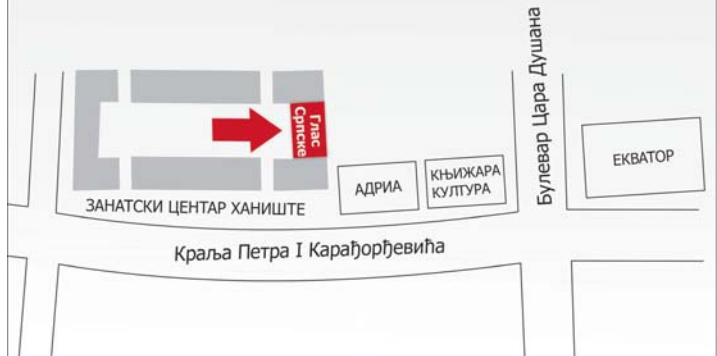 Булевар Цара Душана
Глас
Српске
ЕКВАТОР
АДРИА
КЊИЖАРА
КУЛТУРА
ЗАНАТСКИ ЦЕНТАР ХАНИШТЕ
Краља Петра I Карађорђевића